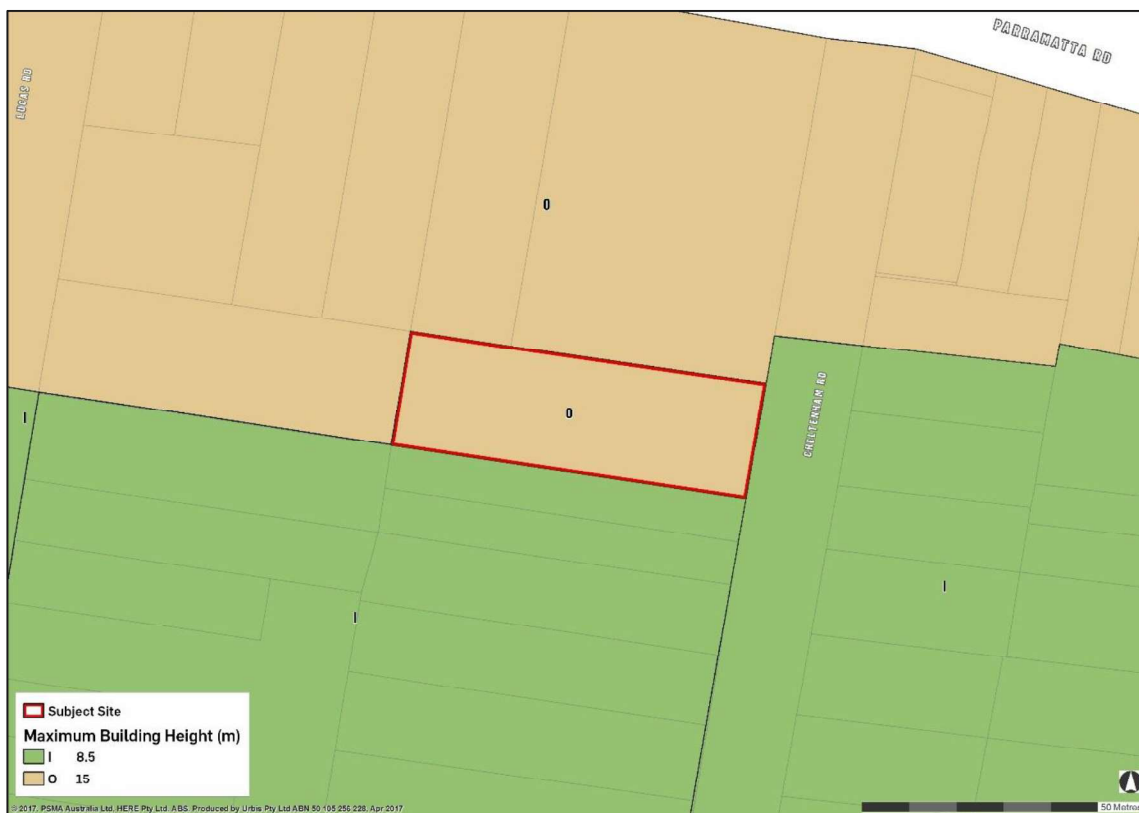 PARRAMATTA RD
LUCAS RD
O
CHELTENHAM RD
O
I
I
I
Subject Site
Maximum Building Height (m)
I 8.5
O 15
© 2017. PSMA Australia Ltd, HERE Pty Ltd. ABS. Produced by Urbis Pty Ltd ABN 50 105 256 228, Apr 2017
50 Metres